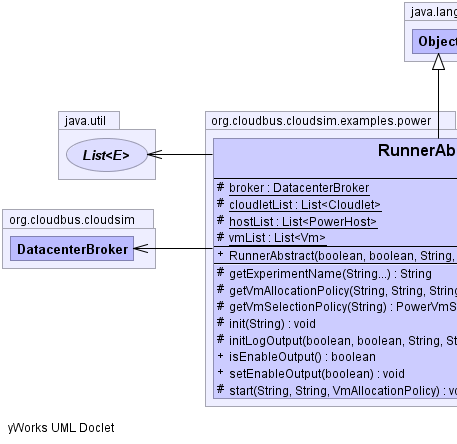 java.lang
Object
java.util
List<E>
org.cloudbus.cloudsim.examples.power
RunnerAb
# broker : DatacenterBroker
# cloudletList : List<Cloudlet>
# hostList : List<PowerHost>
# vmList : List<Vm>
org.cloudbus.cloudsim
DatacenterBroker
+ RunnerAbstract(boolean, boolean, String,
# getExperimentName(String...) : String
# getVmAllocationPolicy(String, String, String
# getVmSelectionPolicy(String) : PowerVmS
# init(String) : void
# initLogOutput(boolean, boolean, String, St
+ isEnableOutput() : boolean
+ setEnableOutput(boolean) : void
# start(String, String, VmAllocationPolicy) : vo
yWorks UML Doclet